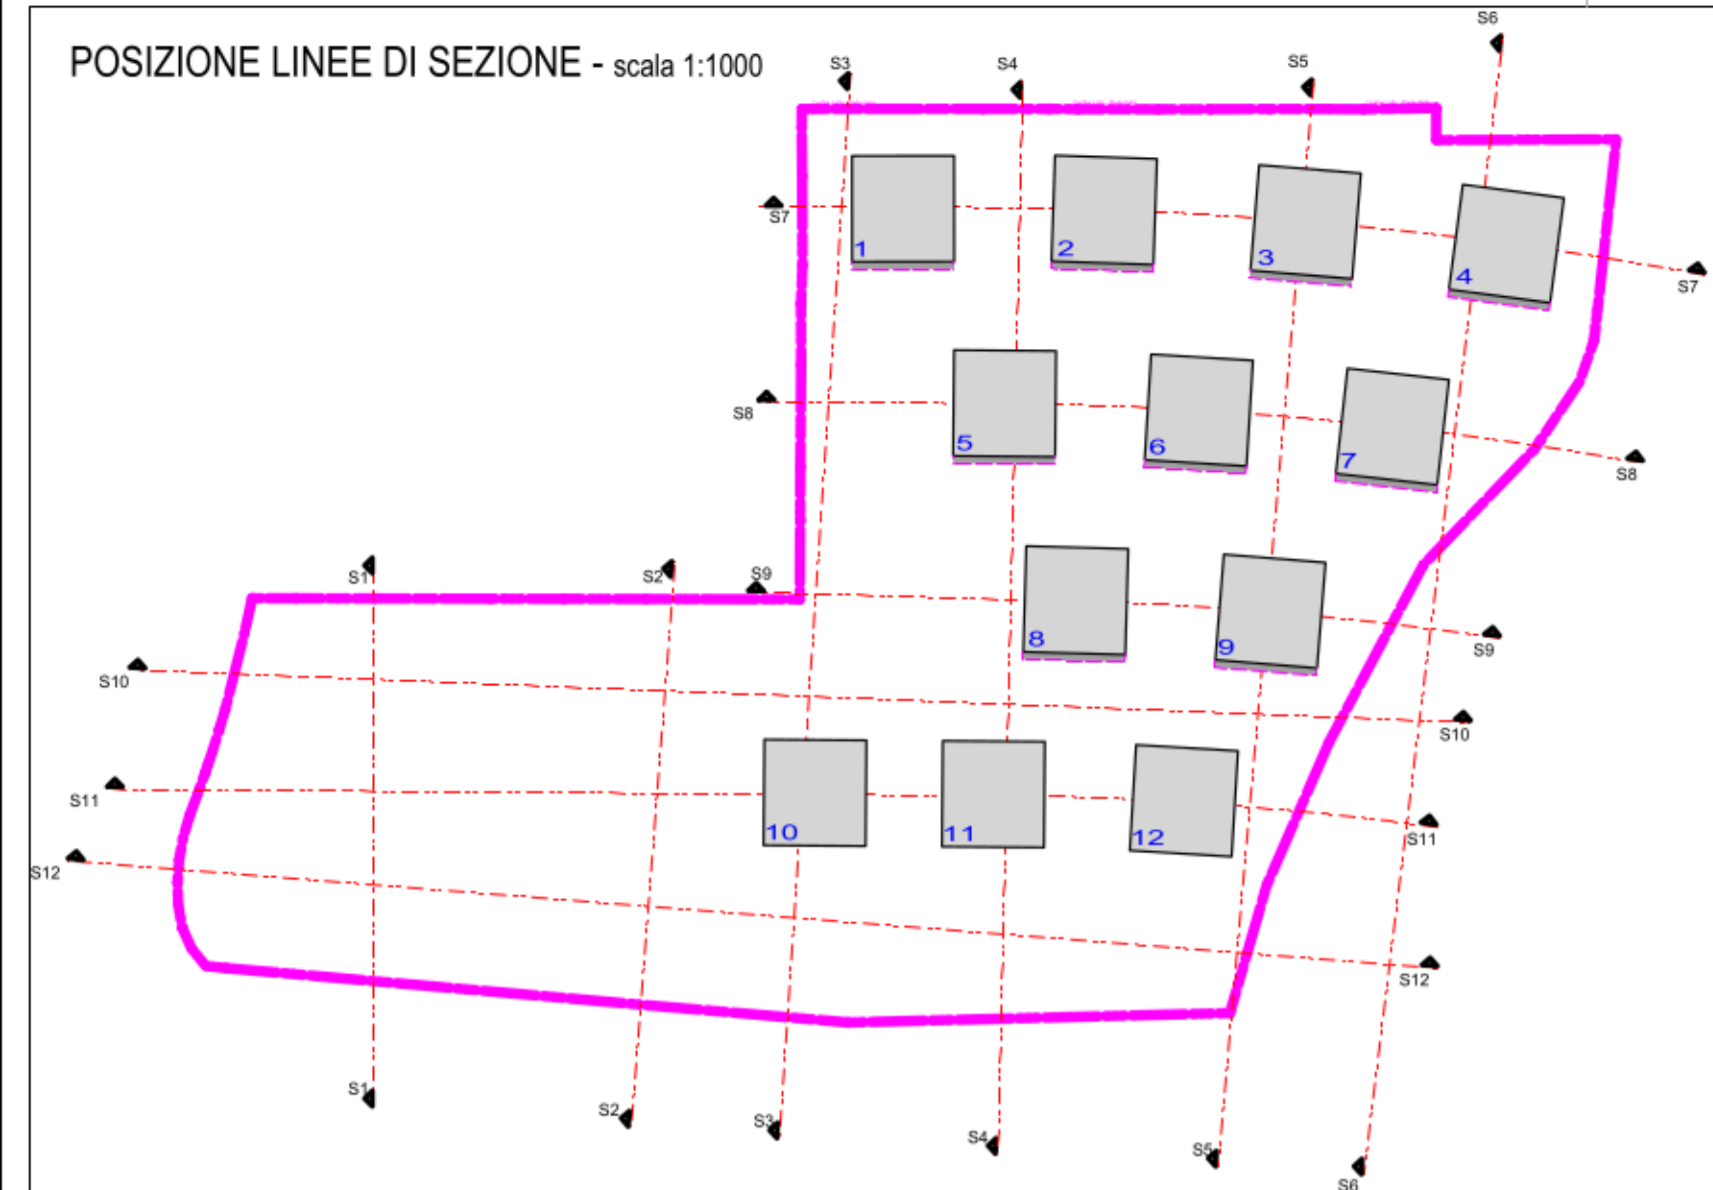 POSIZIONE LINEE DI SEZIONE - scala 1:1000
S6
S3
S4
S5
S7
1
2
3
4
S7
S8
5
6
7
S8
S1
S2
S9
8
9
S9
S10
S10
S11
10
11
12
S11
S12
S12
S1
S2
S3
S4
S5
S6